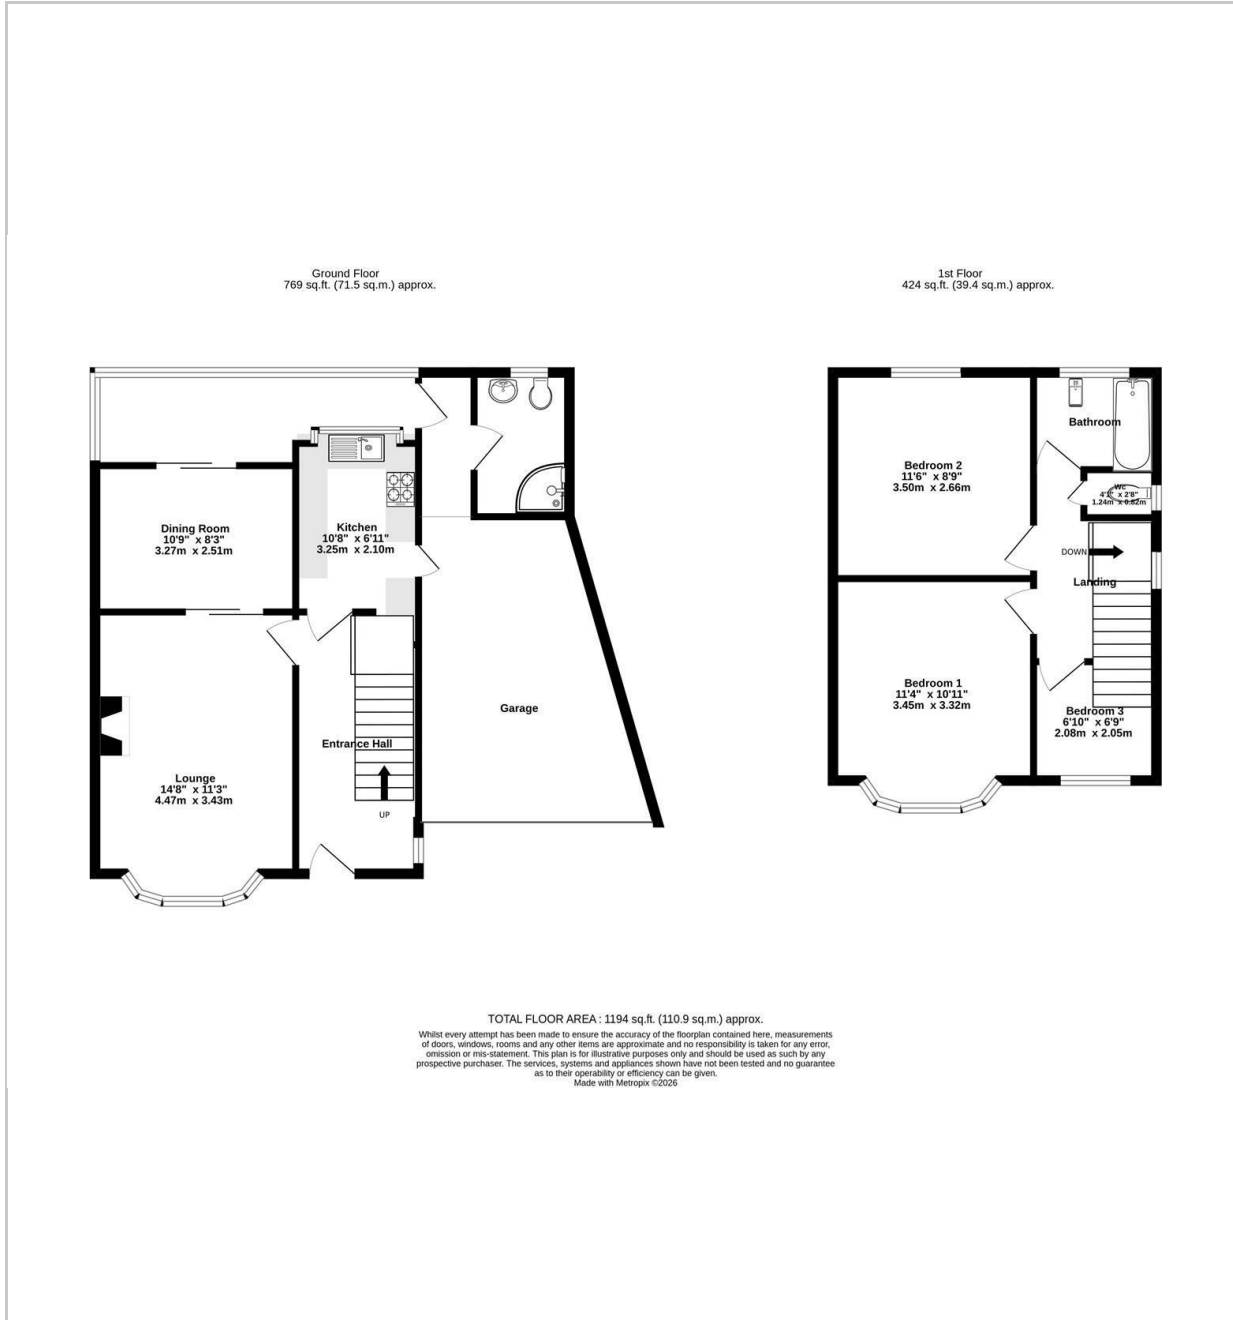 Ground Floor
769 sq.ft. (71.5 sq.m.) approx.
1st Floor
424 sq.ft. (39.4 sq.m.) approx.
Dining Room
10'9" x 8'3"
3.27m x 2.51m
Kitchen
10'8" x 6'11"
3.25m x 2.10m
Lounge
14'8" x 11'3"
4.47m x 3.43m
Entrance Hall
UP
Garage
Bedroom 2
11'6" x 8'9"
3.50m x 2.66m
Bathroom
Wc
4'1" x 2'8"
1.24m x 0.82m
DOWN
Landing
Bedroom 1
11'4" x 10'11"
3.45m x 3.32m
Bedroom 3
6'10" x 6'9"
2.08m x 2.05m
TOTAL FLOOR AREA : 1194 sq.ft. (110.9 sq.m.) approx.
Whilst every attempt has been made to ensure the accuracy of the floorplan contained here, measurements
of doors, windows, rooms and any other items are approximate and no responsibility is taken for any error,
omission or mis-statement. This plan is for illustrative purposes only and should be used as such by any
prospective purchaser. The services, systems and appliances shown have not been tested and no guarantee
as to their operability or efficiency can be given.
Made with Metropix ©2026